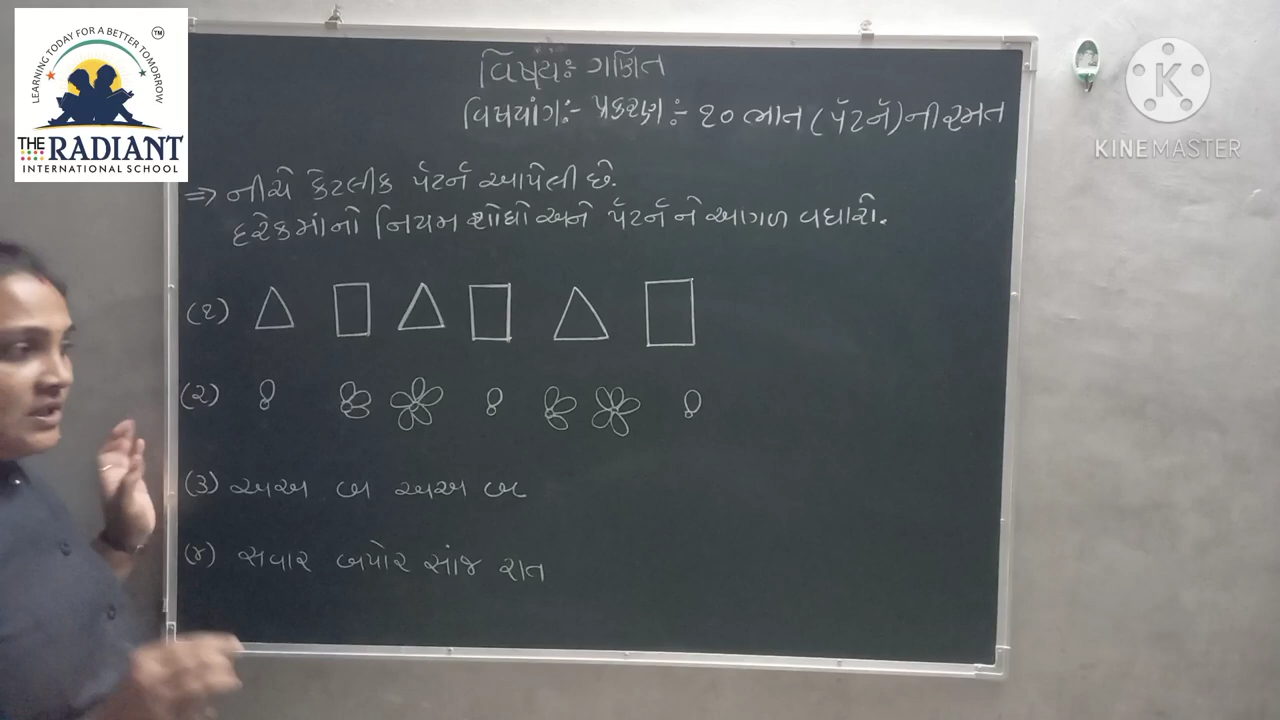 LEARNING TODAY FOR A BETTER TOMORROW
TM
THE RADIANT
INTERNATIONAL SCHOOL
K
KINEMASTER
વિષય: ગણિત
વિષયાંગ:- પ્રકરણ :- ૧૦ ભાત (પૅટર્ન) ની રમત
⇒ નીચે કેટલીક પૅટર્ન આપેલી છે.
દરેકમાંનો નિયમ શોધો અને પૅટર્ન ને આગળ વધારો.
(૧)
(૨)
(૩) અઅ બ અઅ બ
(૪) સવાર બપોર સાંજ રાત